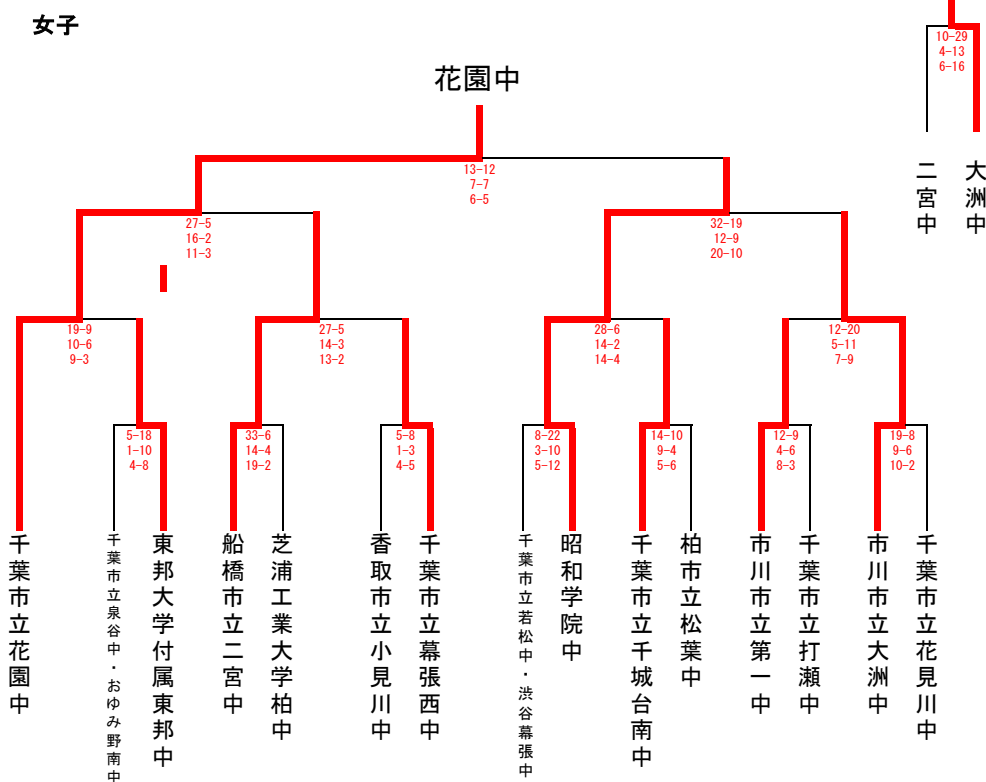 女子
10-29
4-13
6-16
二宮中
大洲中
花園中
13-12
7-7
6-5
27-5
16-2
11-3
32-19
12-9
20-10
19-9
10-6
9-3
27-5
14-3
13-2
28-6
14-2
14-4
12-20
5-11
7-9
5-18
1-10
4-8
33-6
14-4
19-2
5-8
1-3
4-5
8-22
3-10
5-12
14-10
9-4
5-6
12-9
4-6
8-3
19-8
9-6
10-2
千葉市立花園中
千葉市立泉谷中・おゆみ野南中
東邦大学付属東邦中
船橋市立二宮中
芝浦工業大学柏中
香取市立小見川中
千葉市立幕張西中
千葉市立若松中・渋谷幕張中
昭和学院中
千葉市立千城台南中
柏市立松葉中
市川市立第一中
千葉市立打瀬中
市川市立大洲中
千葉市立花見川中